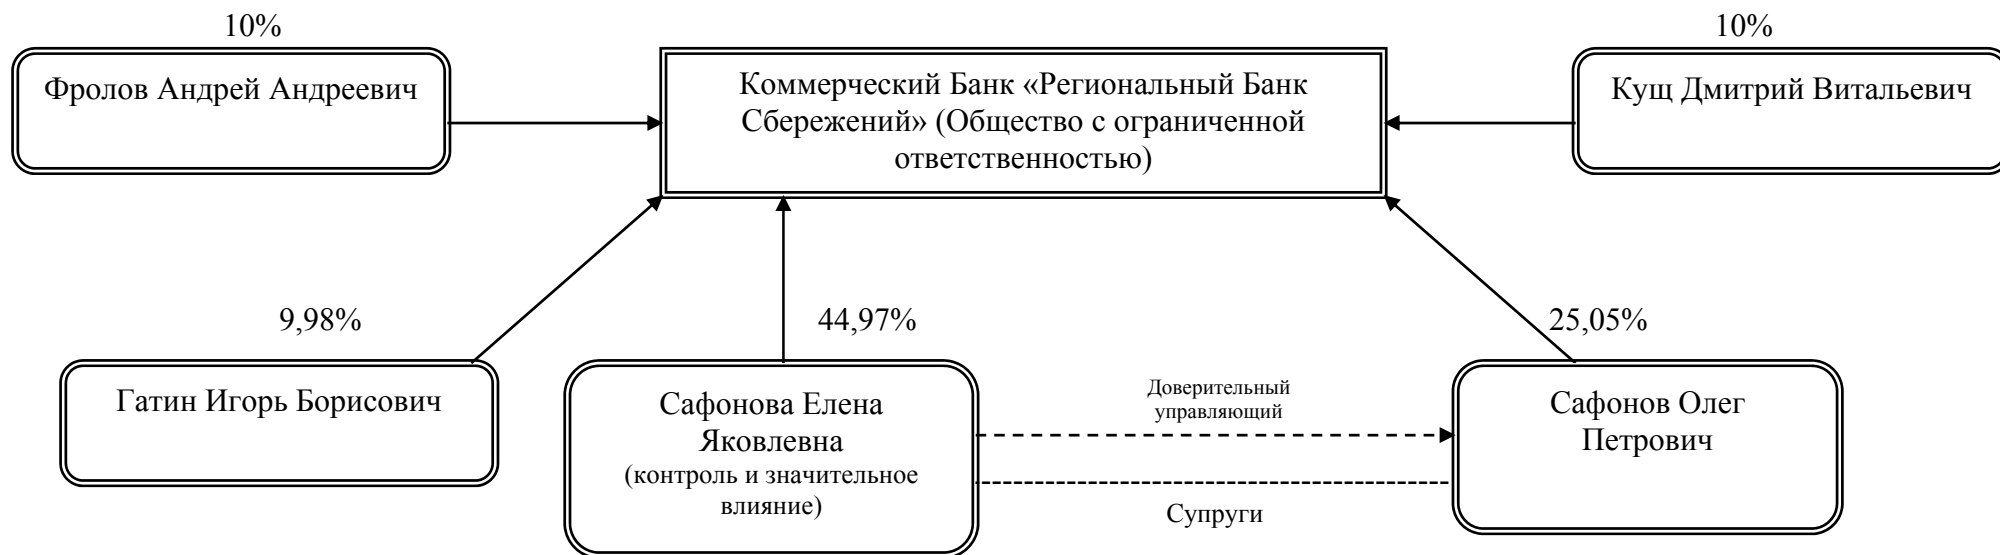 10%
10%
Фролов Андрей Андреевич
Коммерческий Банк «Региональный Банк
Сбережений» (Общество с ограниченной
ответственностью)
Кущ Дмитрий Витальевич
9,98%
44,97%
25,05%
Гатин Игорь Борисович
Сафонова Елена
Яковлевна
(контроль и значительное
влияние)
Доверительный
управляющий
Супруги
Сафонов Олег
Петрович